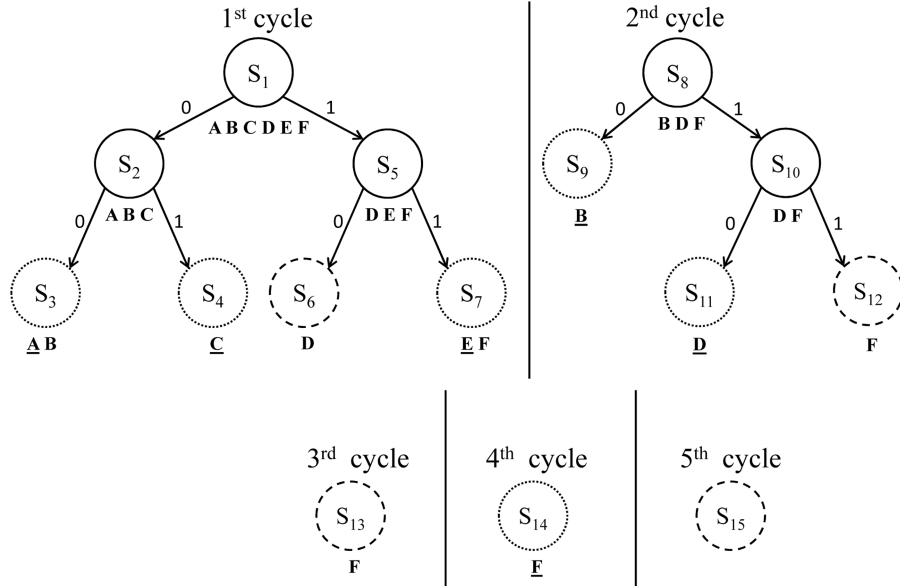 1st cycle
S1
0 1
A B C D E F
S2 S5
A B C D E F
0 1 0 1
S3 S4 S6 S7
A B C D E F
2nd cycle
S8
0 1
B D F
S9 S10
B D F
0 1
S11 S12
D F
3rd cycle
S13
F
4th cycle
S14
F
5th cycle
S15